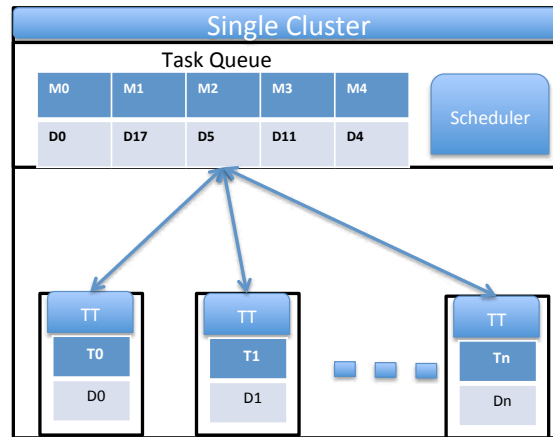 Single Cluster
Task Queue
M0 M1 M2 M3 M4
D0 D17 D5 D11 D4
Scheduler
TT TT TT
T0 T1 Tn
D0 D1 Dn